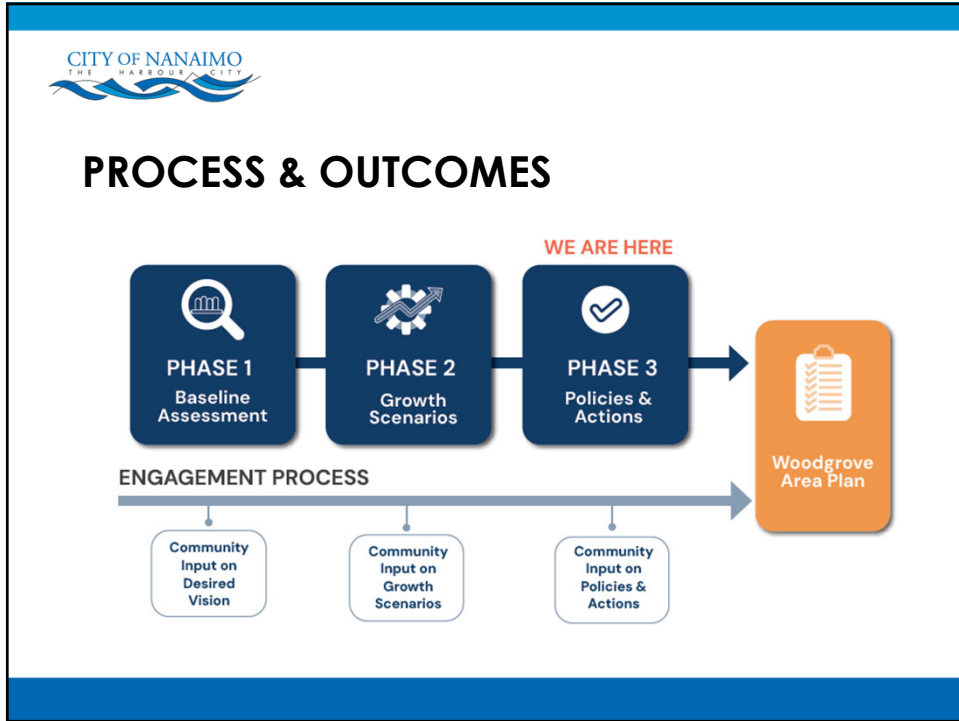 CITY OF NANAIMO
THE HARBOUR CITY
PROCESS & OUTCOMES
WE ARE HERE
PHASE 1
Baseline
Assessment
PHASE 2
Growth
Scenarios
PHASE 3
Policies &
Actions
Woodgrove
Area Plan
ENGAGEMENT PROCESS
Community
Input on
Desired
Vision
Community
Input on
Growth
Scenarios
Community
Input on
Policies &
Actions